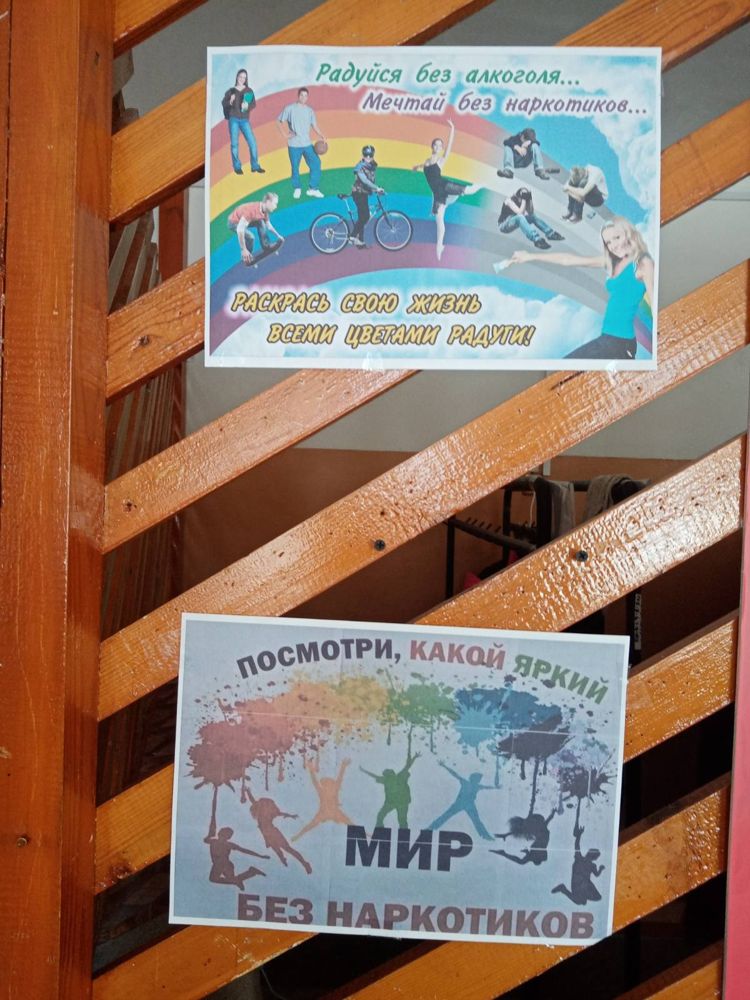 Радуйся без алкоголя...
Мечтай без наркотиков...
РАСКРАСЬ СВОЮ ЖИЗНЬ
ВСЕМИ ЦВЕТАМИ РАДУГИ!
ПОСМОТРИ, КАКОЙ ЯРКИЙ
МИР
БЕЗ НАРКОТИКОВ